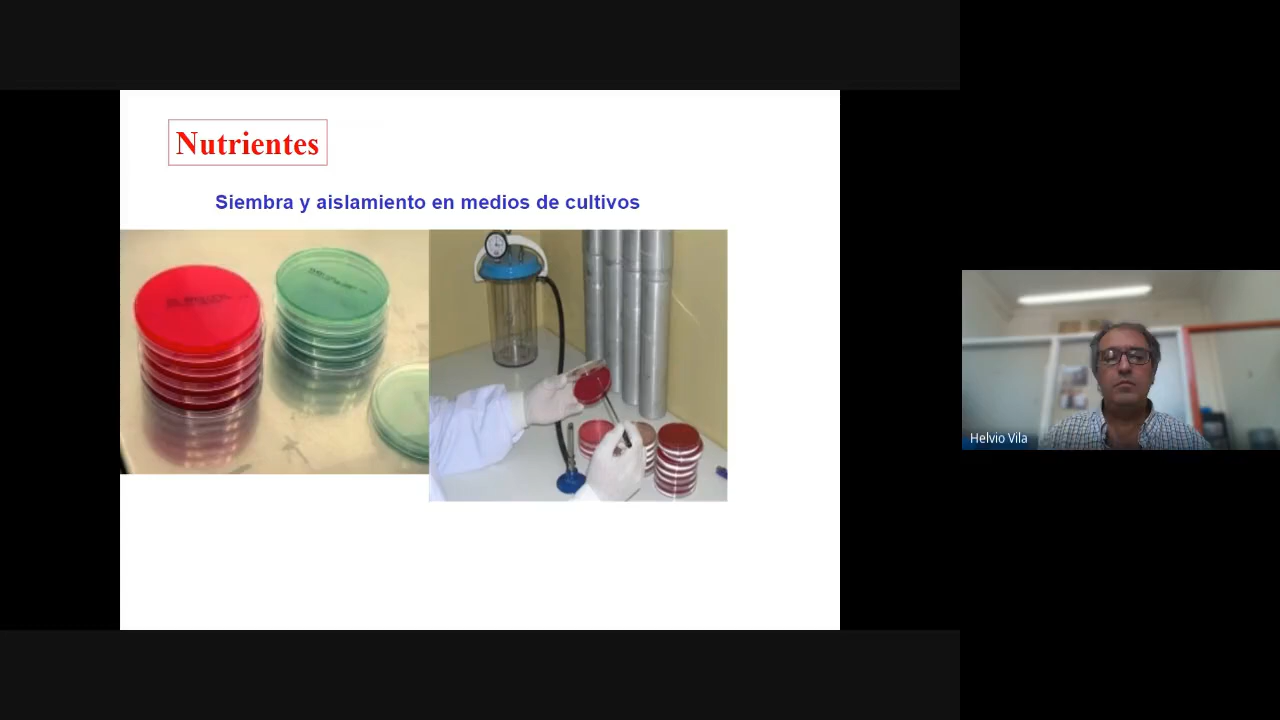 Nutrientes
Siembra y aislamiento en medios de cultivos
Helvio Vila